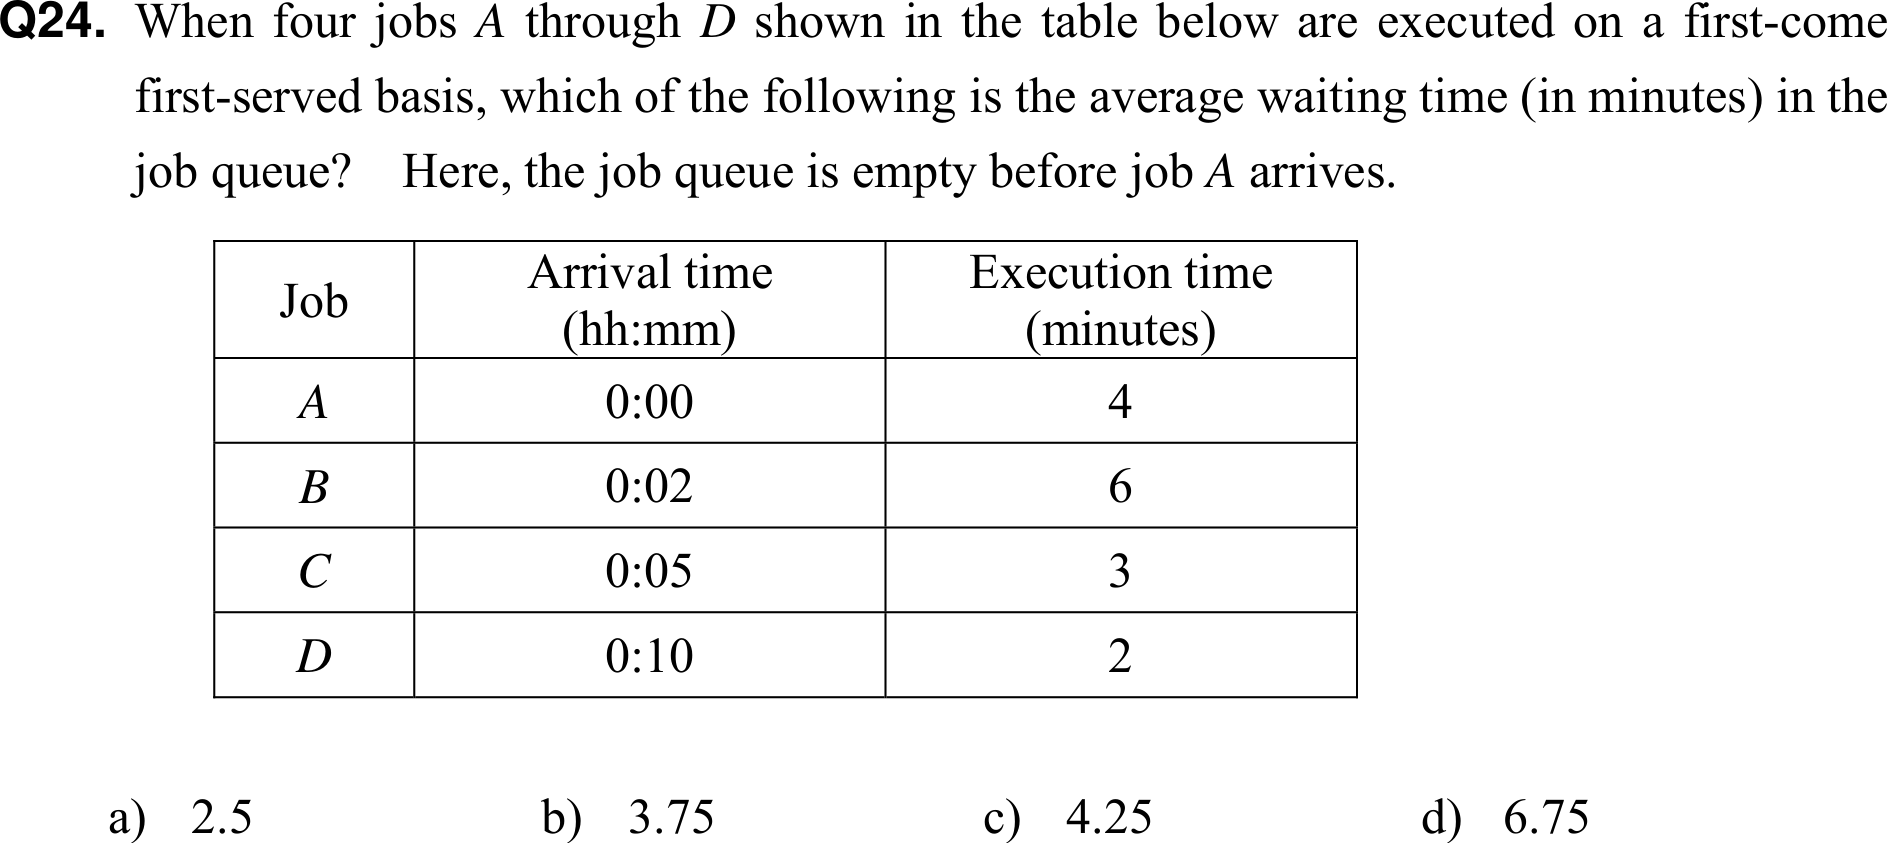 Q24. When four jobs A through D shown in the table below are executed on a first-come
first-served basis, which of the following is the average waiting time (in minutes) in the
job queue? Here, the job queue is empty before job A arrives.
Job Arrival time (hh:mm) Execution time (minutes)
A 0:00 4
B 0:02 6
C 0:05 3
D 0:10 2
a) 2.5 b) 3.75 c) 4.25 d) 6.75